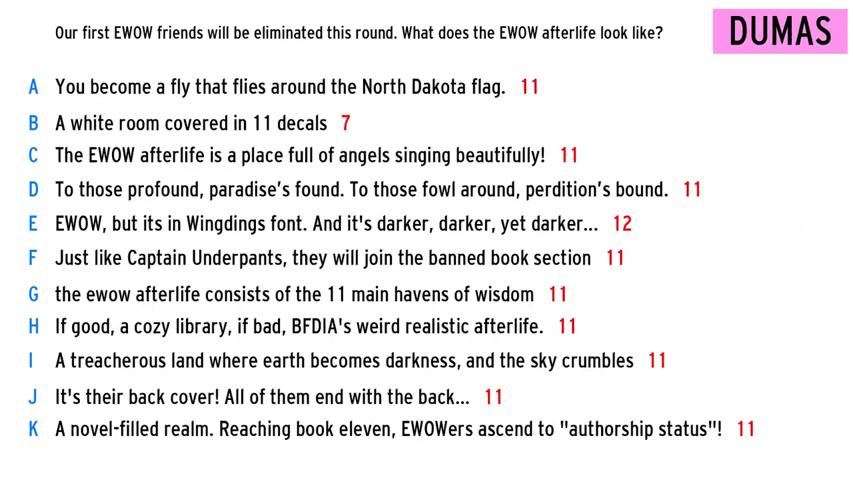 Our first EWOW friends will be eliminated this round. What does the EWOW afterlife look like?
DUMAS
A You become a fly that flies around the North Dakota flag. 11
B A white room covered in 11 decals 7
C The EWOW afterlife is a place full of angels singing beautifully! 11
D To those profound, paradise's found. To those fowl around, perdition's bound. 11
E EWOW, but its in Wingdings font. And it's darker, darker, yet darker... 12
F Just like Captain Underpants, they will join the banned book section 11
G the ewow afterlife consists of the 11 main havens of wisdom 11
H If good, a cozy library, if bad, BFDIA's weird realistic afterlife. 11
I A treacherous land where earth becomes darkness, and the sky crumbles 11
J It's their back cover! All of them end with the back... 11
K A novel-filled realm. Reaching book eleven, EWOWers ascend to "authorship status"! 11